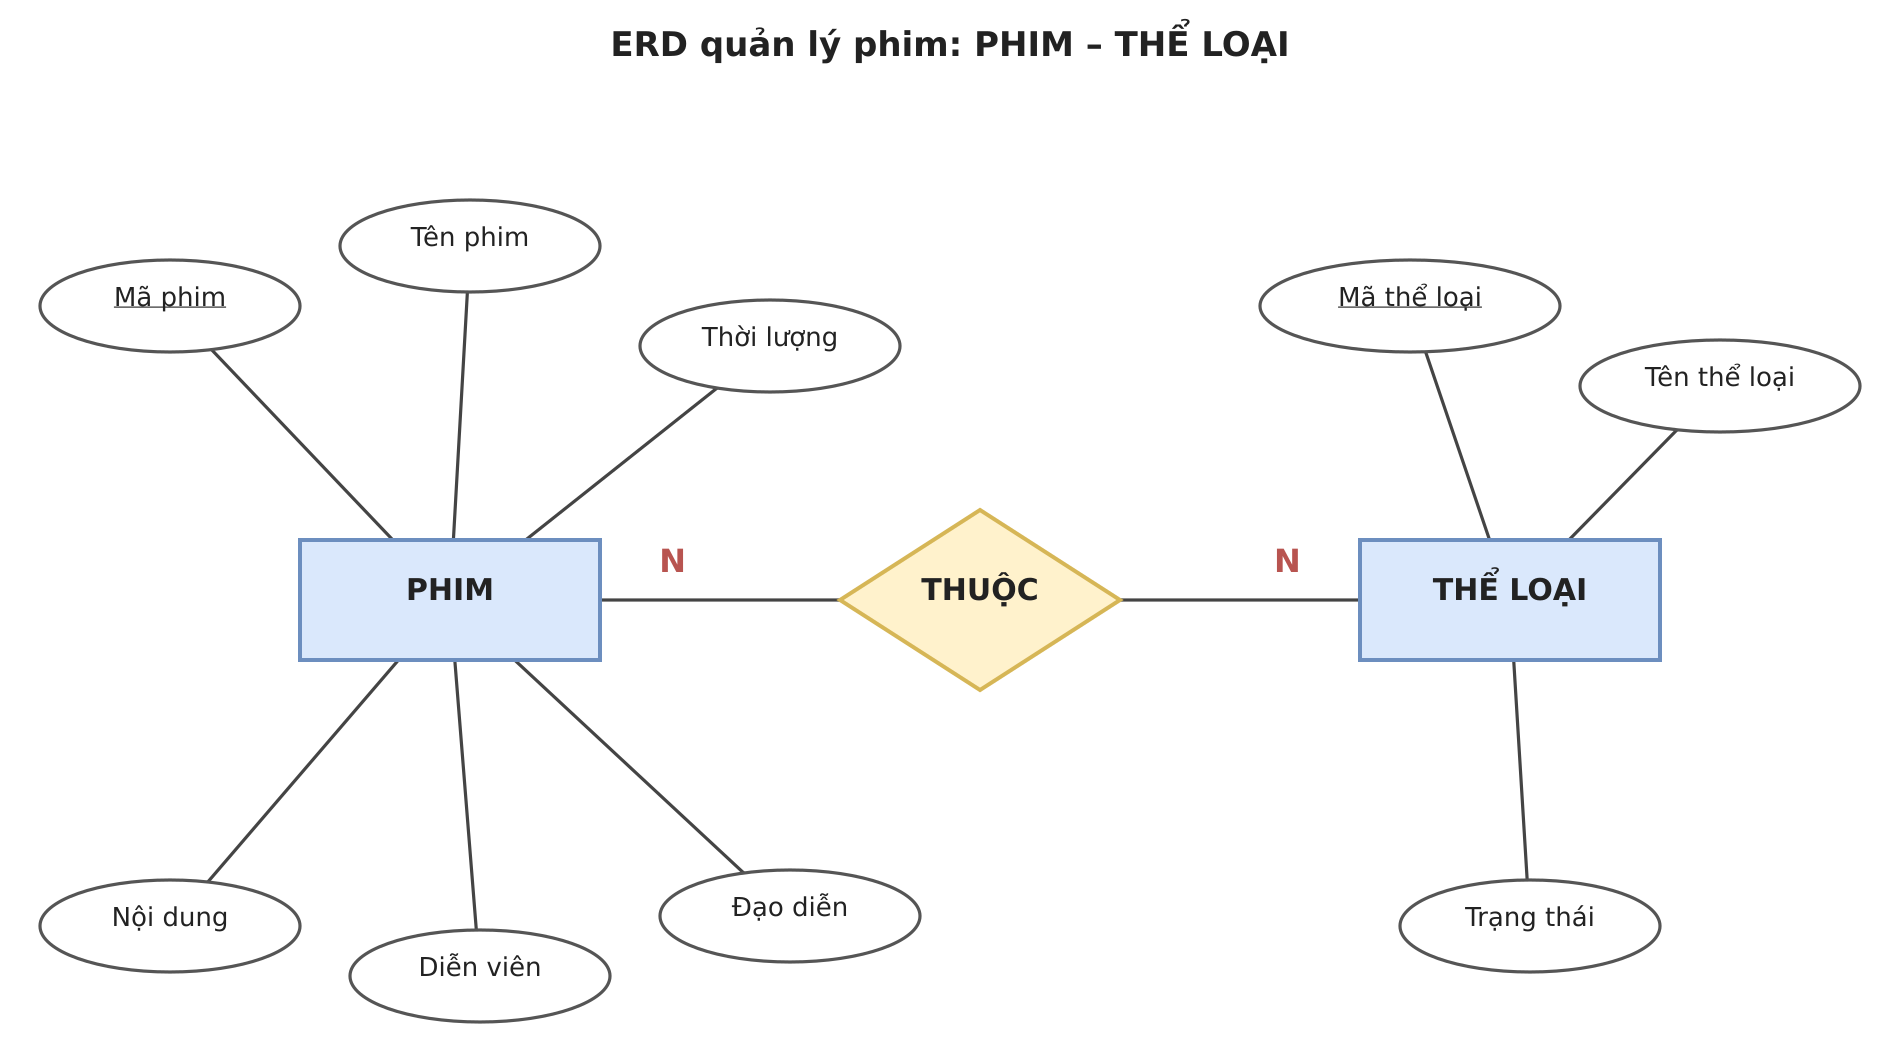 ERD quản lý phim: PHIM – THỂ LOẠI
Tên phim
Mã phim
Thời lượng
Mã thể loại
Tên thể loại
PHIM
N
THUỘC
N
THỂ LOẠI
Nội dung
Diễn viên
Đạo diễn
Trạng thái